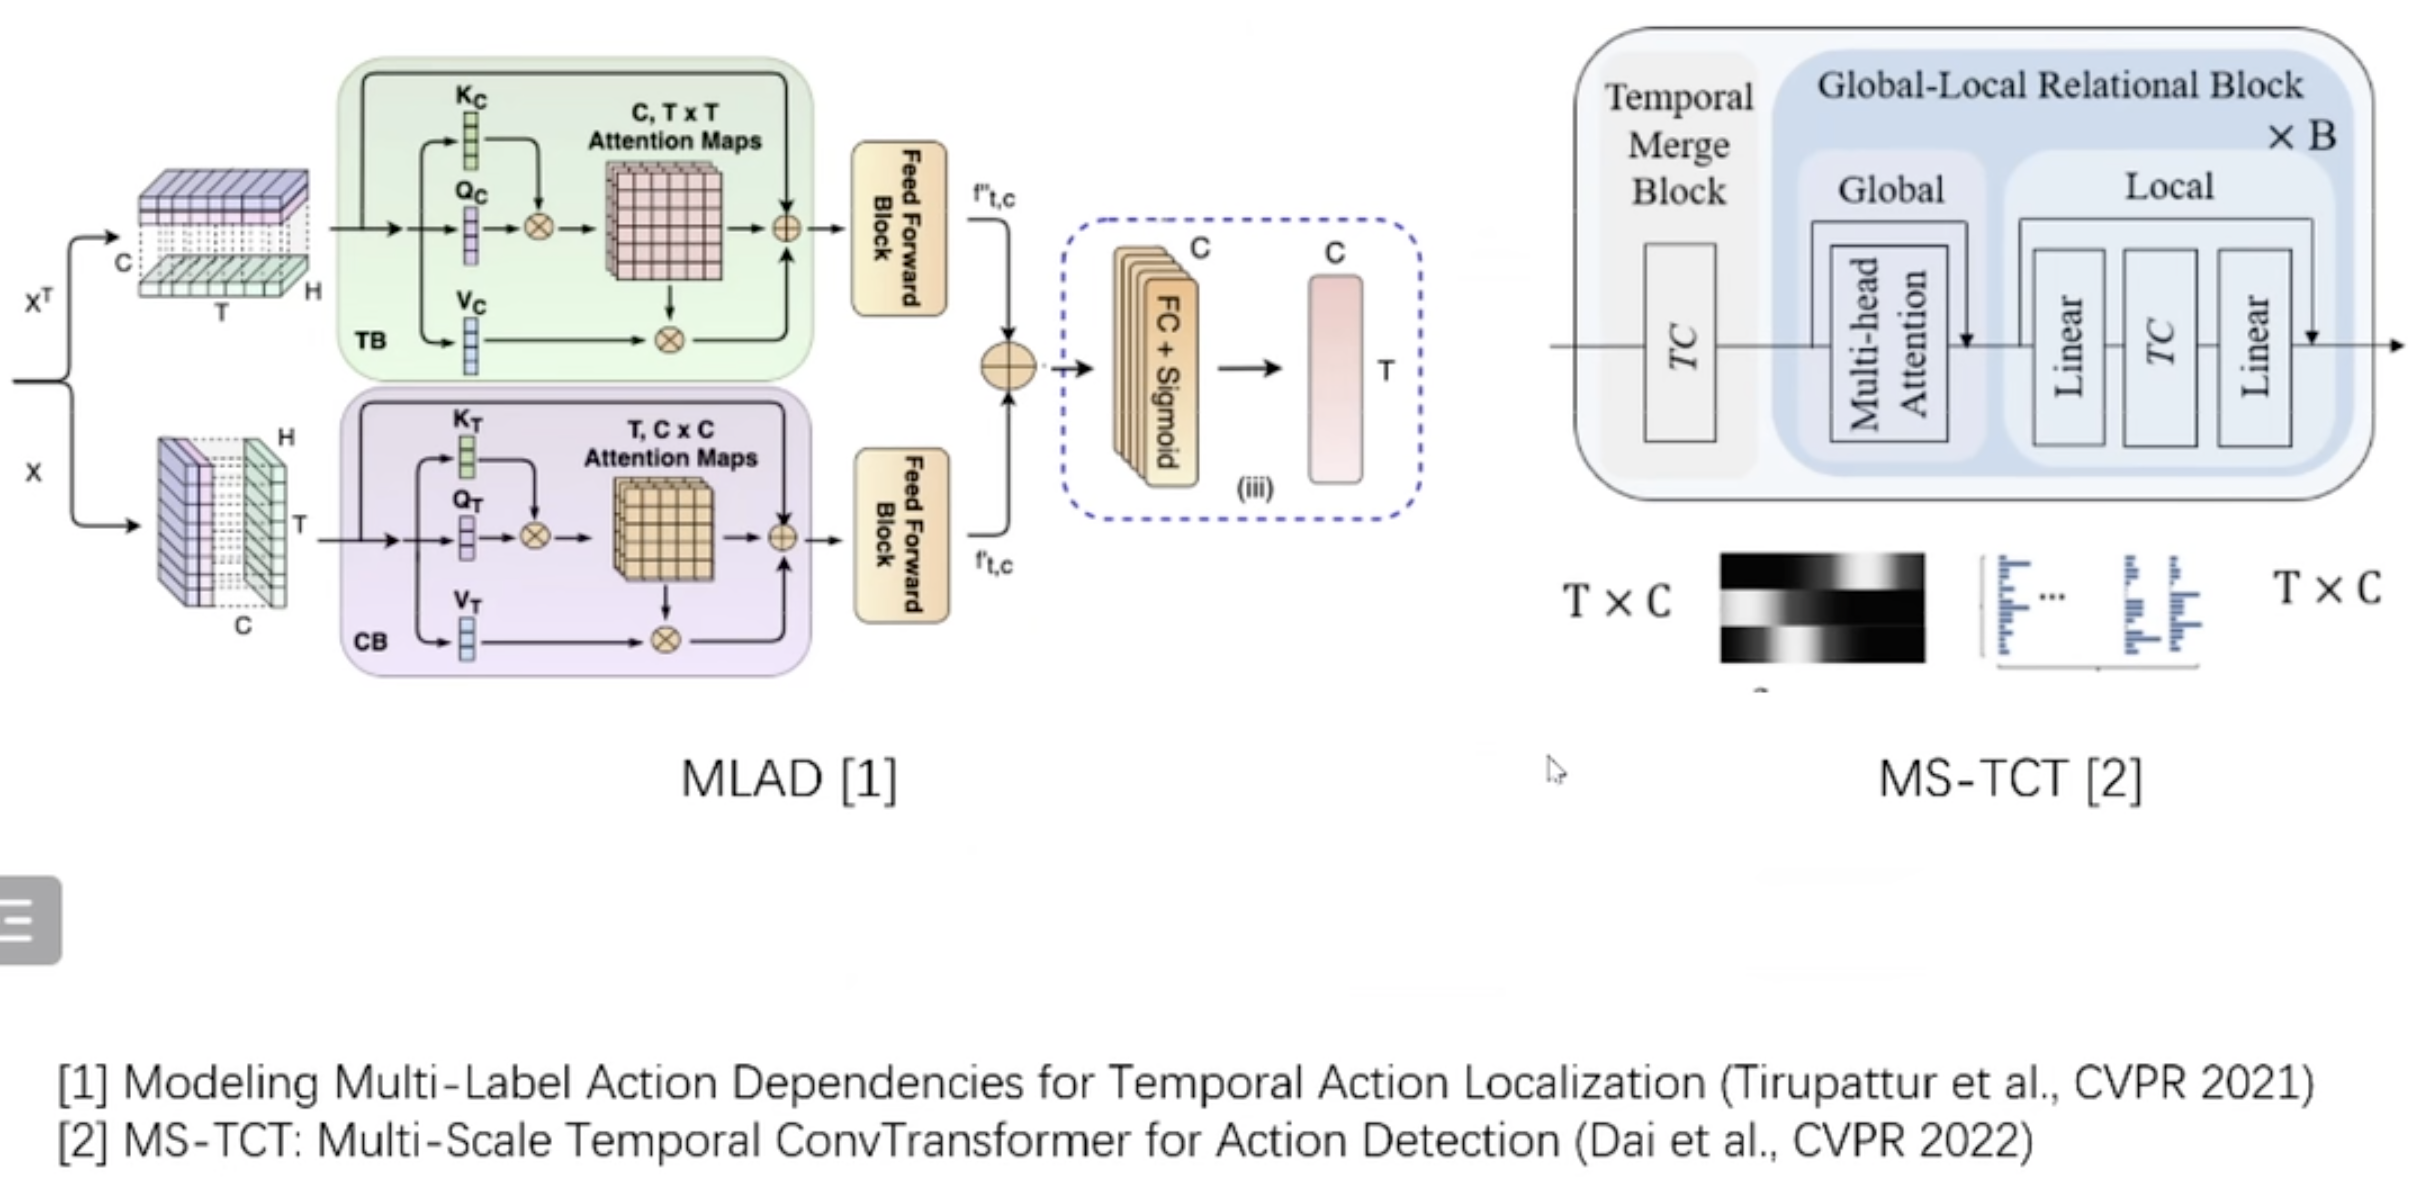 X^T
X
C
T
H
H
T
C
K_C
Q_C
V_C
C, T x T
Attention Maps
TB
K_T
Q_T
V_T
T, C x C
Attention Maps
CB
Feed Forward
Block
Feed Forward
Block
f''t,c
f't,c
C
FC + Sigmoid
C
T
(iii)
MLAD [1]
Temporal
Merge
Block
TC
Global-Local Relational Block
× B
Global
Multi-head
Attention
Local
Linear
TC
Linear
T × C
...
T × C
MS-TCT [2]
[1] Modeling Multi-Label Action Dependencies for Temporal Action Localization (Tirupattur et al., CVPR 2021)
[2] MS-TCT: Multi-Scale Temporal ConvTransformer for Action Detection (Dai et al., CVPR 2022)